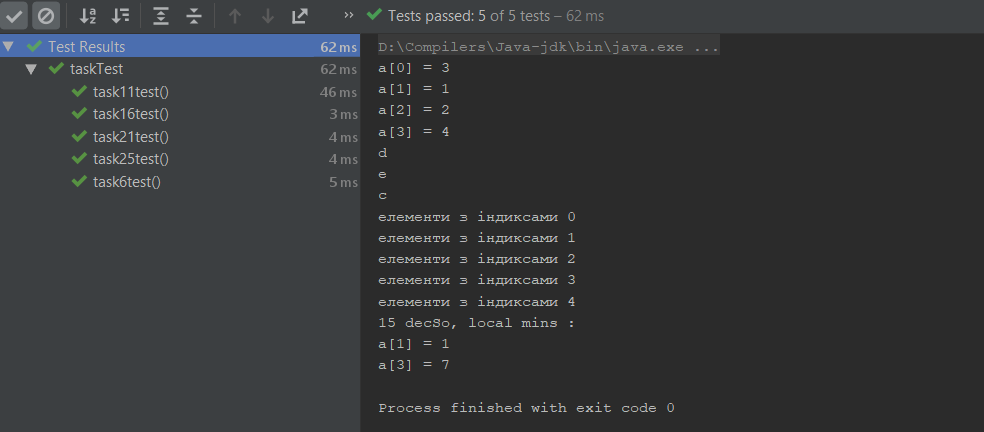 Tests passed: 5 of 5 tests – 62 ms
Test Results 62 ms
taskTest 62 ms
task11test() 46 ms
task16test() 3 ms
task21test() 4 ms
task25test() 4 ms
task6test() 5 ms
D:\Compilers\Java-jdk\bin\java.exe ...
a[0] = 3
a[1] = 1
a[2] = 2
a[3] = 4
d
e
c
елементи з індиксами 0
елементи з індиксами 1
елементи з індиксами 2
елементи з індиксами 3
елементи з індиксами 4
15 decSo, local mins :
a[1] = 1
a[3] = 7
Process finished with exit code 0